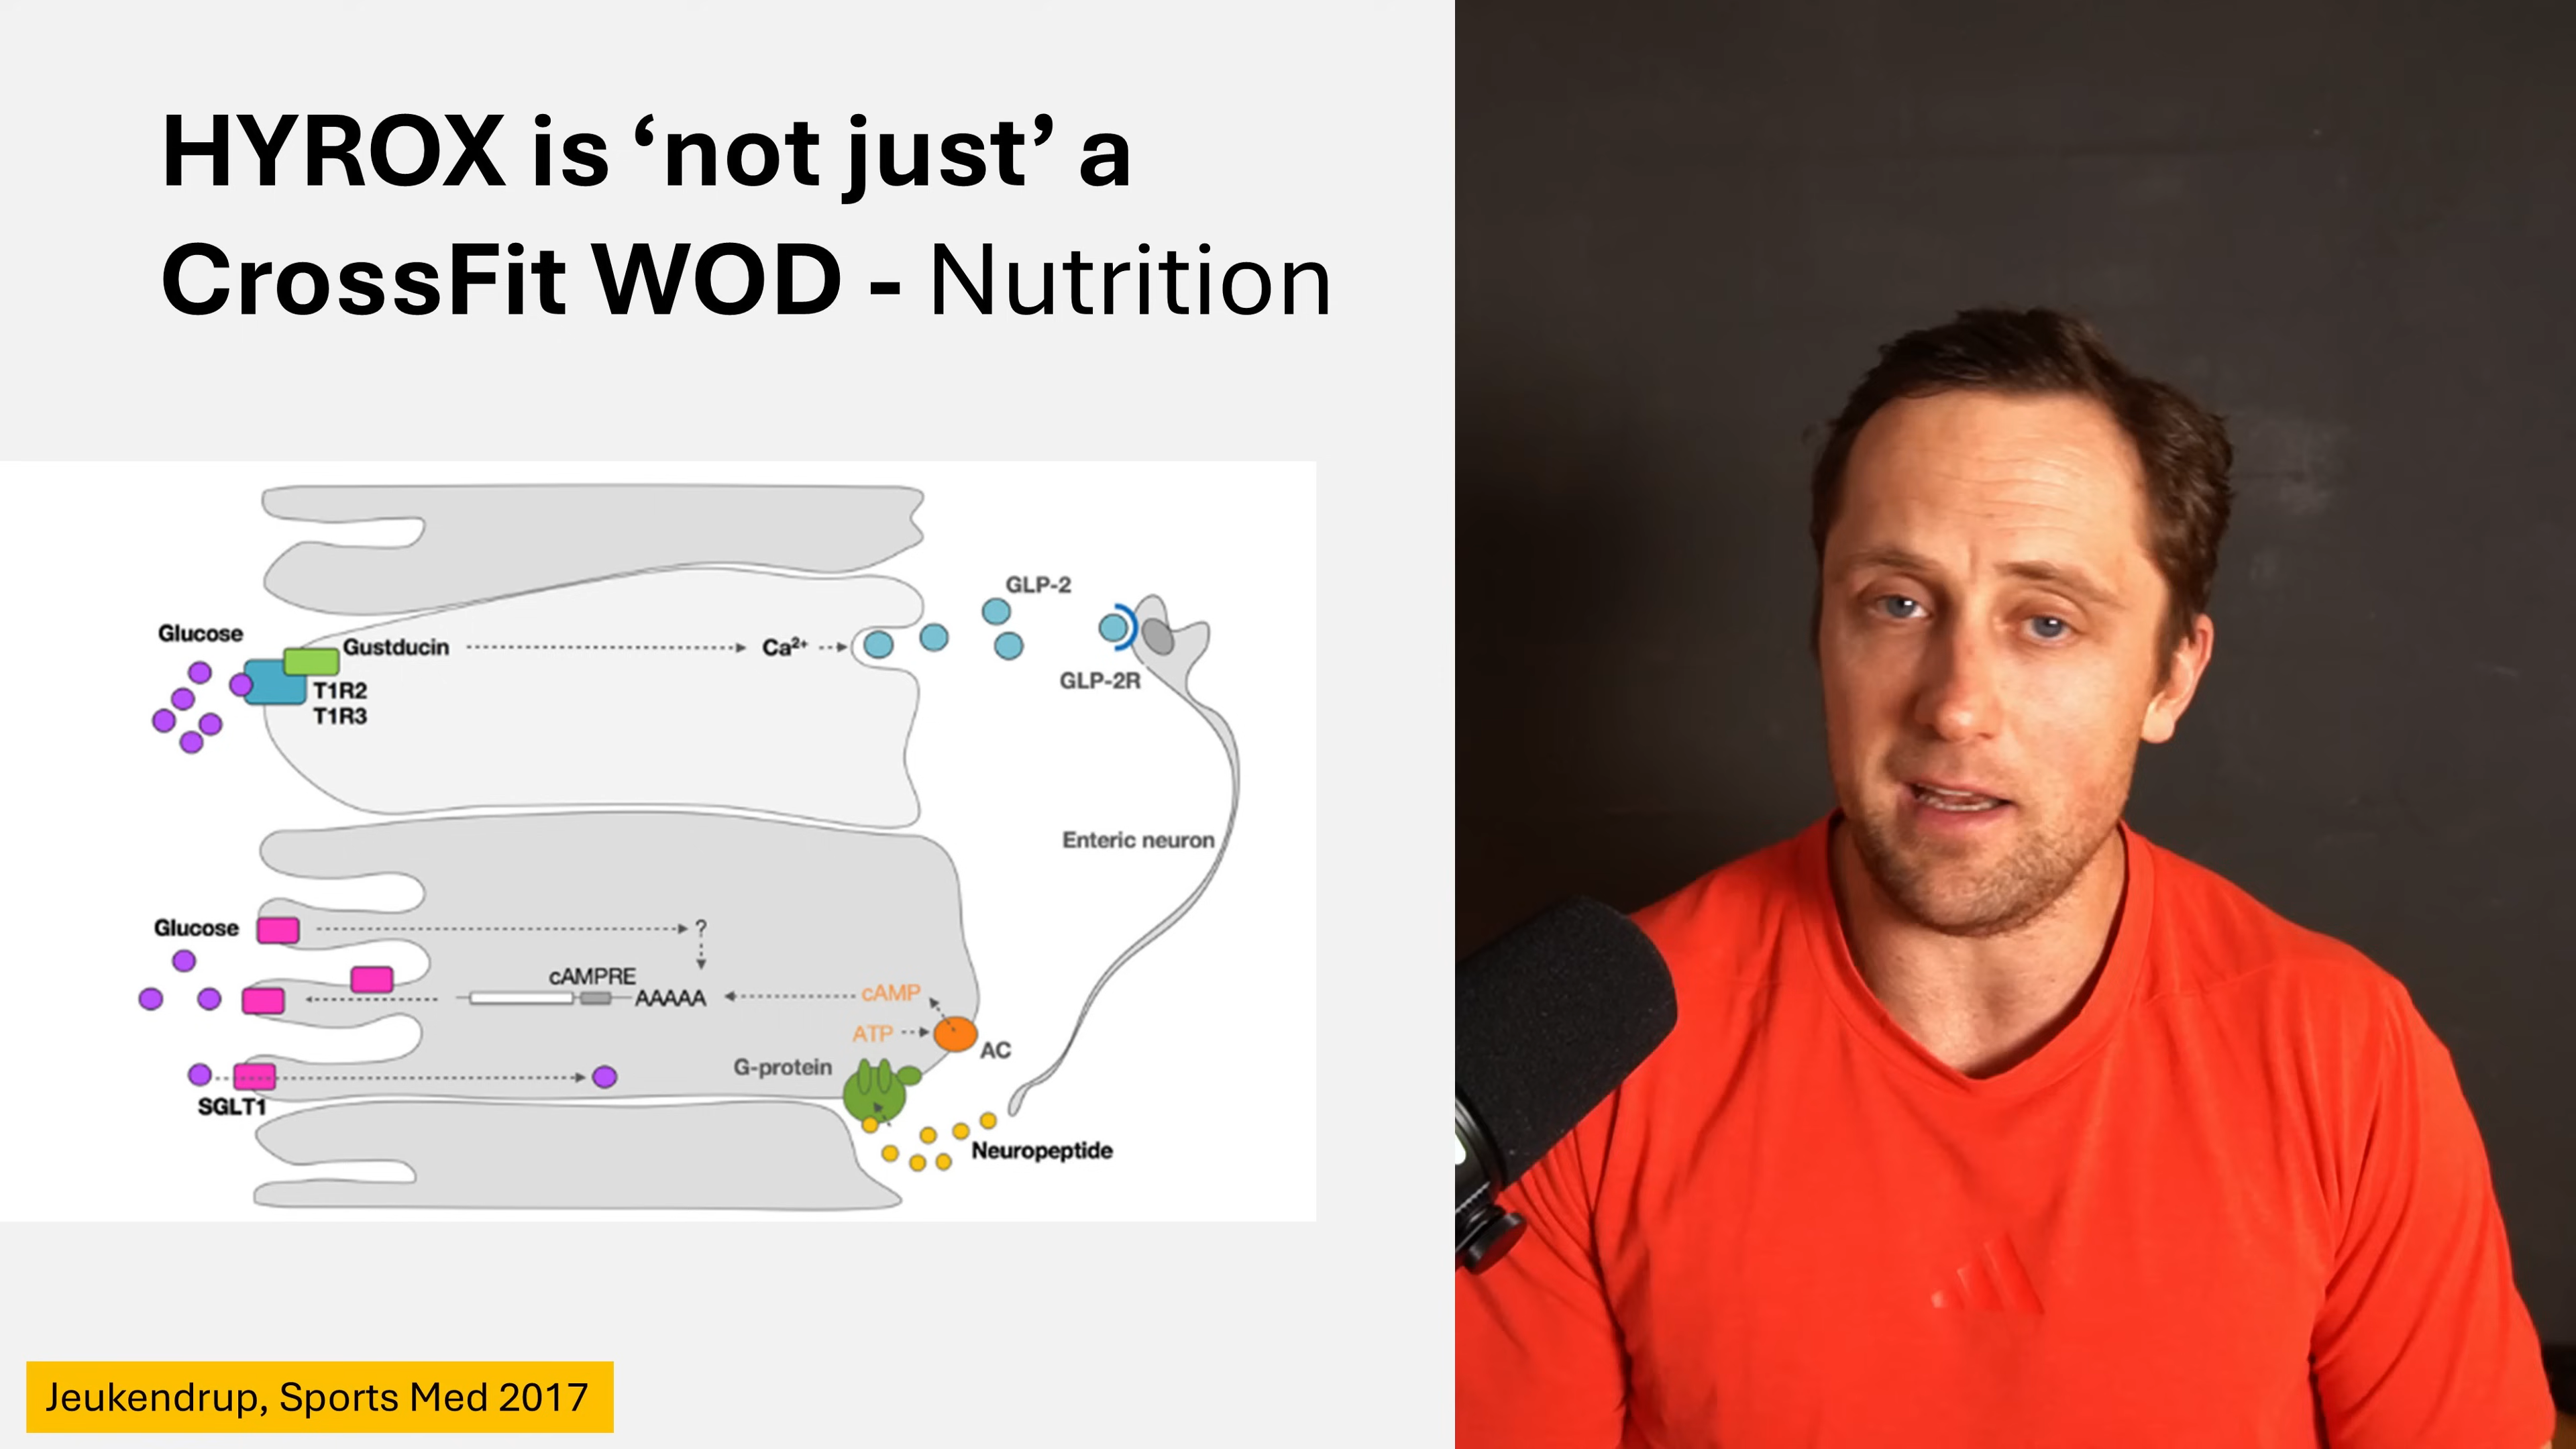 HYROX is ‘not just’ a
CrossFit WOD - Nutrition
GLP-2
Glucose
Gustducin
Ca²⁺
T1R2
T1R3
GLP-2R
Enteric neuron
Glucose
?
cAMPRE
AAAAA
cAMP
ATP
AC
G-protein
SGLT1
Neuropeptide
Jeukendrup, Sports Med 2017